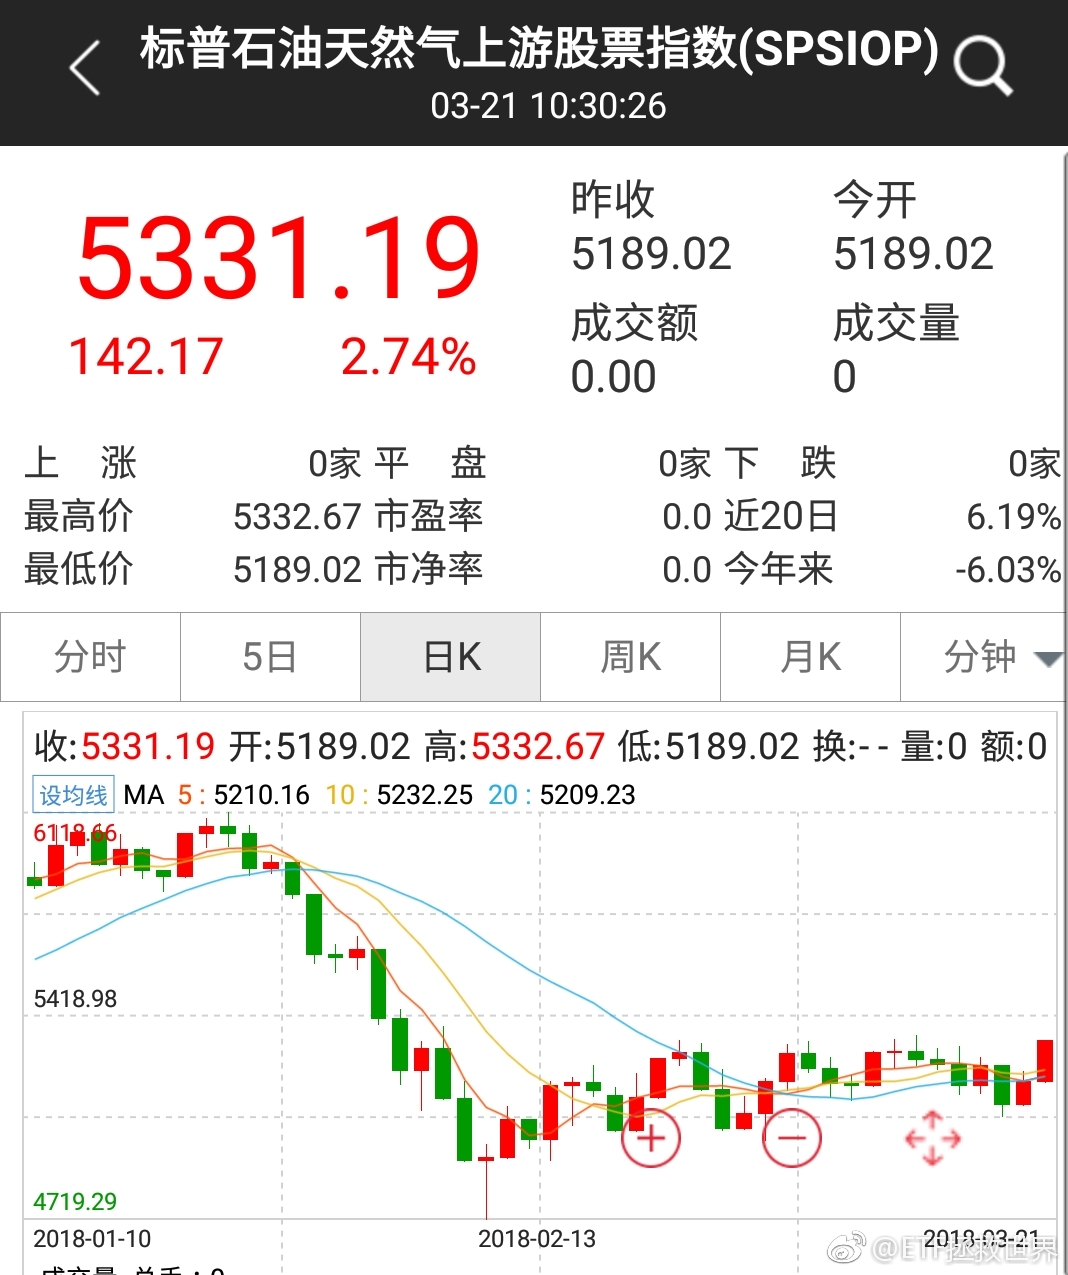 标普石油天然气上游股票指数(SPSIOP)
03-21 10:30:26
5331.19
142.17 2.74%
昨收 今开
5189.02 5189.02
成交额 成交量
0.00 0
上 涨 0家 平 盘 0家 下 跌 0家
最高价 5332.67 市盈率 0.0 近20日 6.19%
最低价 5189.02 市净率 0.0 今年来 -6.03%
分时 5日 日K 周K 月K 分钟
收:5331.19 开:5189.02 高:5332.67 低:5189.02 换:-- 量:0 额:0
设均线 MA 5:5210.16 10:5232.25 20:5209.23
6118.66
5418.98
4719.29
2018-01-10 2018-02-13 2018-03-21
@ETF拯救世界
成交量 总手:0